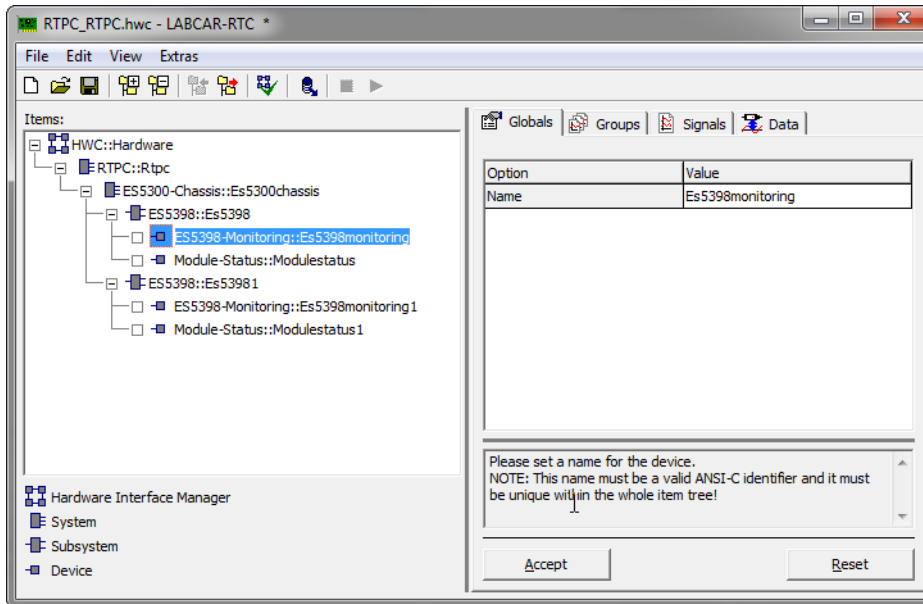 RTPC_RTPC.hwc - LABCAR-RTC *
File Edit View Extras
Items:
HWC::Hardware
RTPC::Rtpc
ES5300-Chassis::Es5300chassis
ES5398::Es5398
ES5398-Monitoring::Es5398monitoring
Module-Status::Modulestatus
ES5398::Es53981
ES5398-Monitoring::Es5398monitoring1
Module-Status::Modulestatus1
Hardware Interface Manager
System
Subsystem
Device
Globals Groups Signals Data
Option Value
Name Es5398monitoring
Please set a name for the device.
NOTE: This name must be a valid ANSI-C identifier and it must
be unique within the whole item tree!
Accept Reset